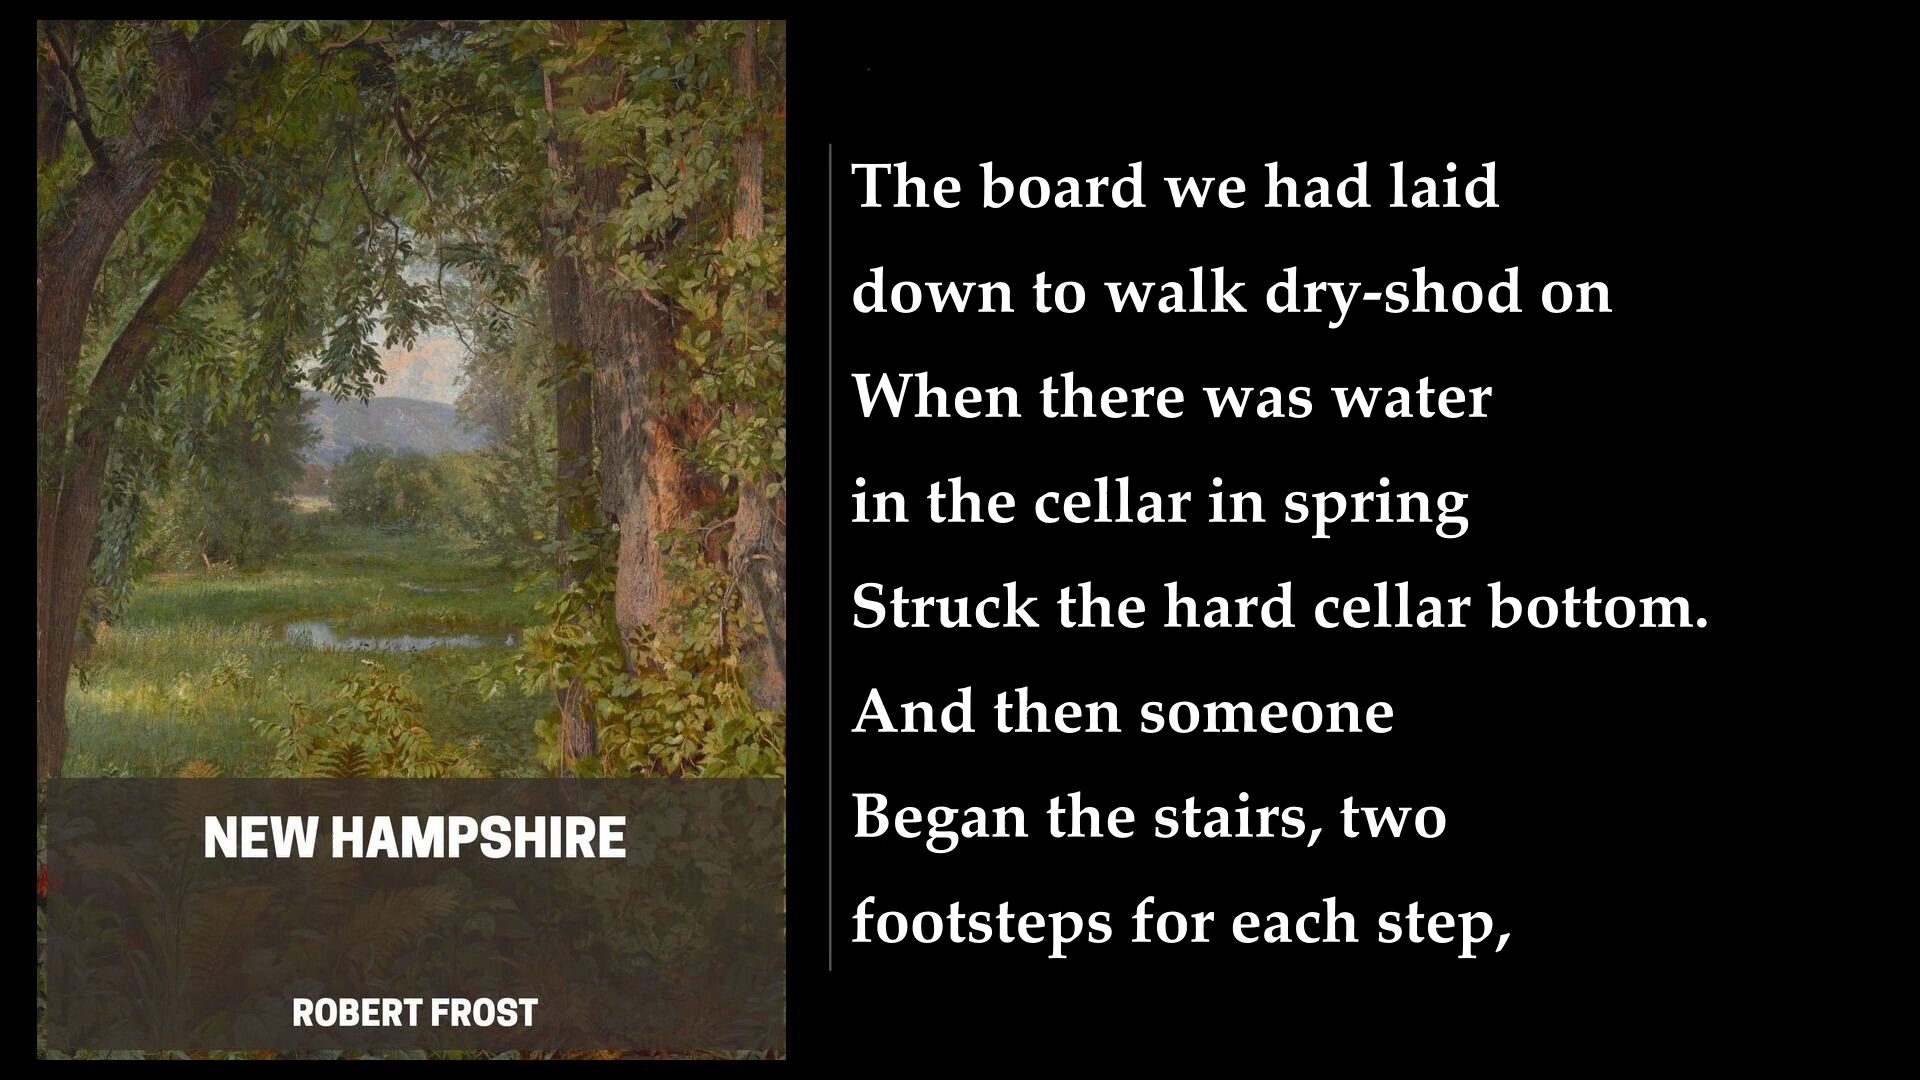 NEW HAMPSHIRE
ROBERT FROST
The board we had laid
down to walk dry-shod on
When there was water
in the cellar in spring
Struck the hard cellar bottom.
And then someone
Began the stairs, two
footsteps for each step,